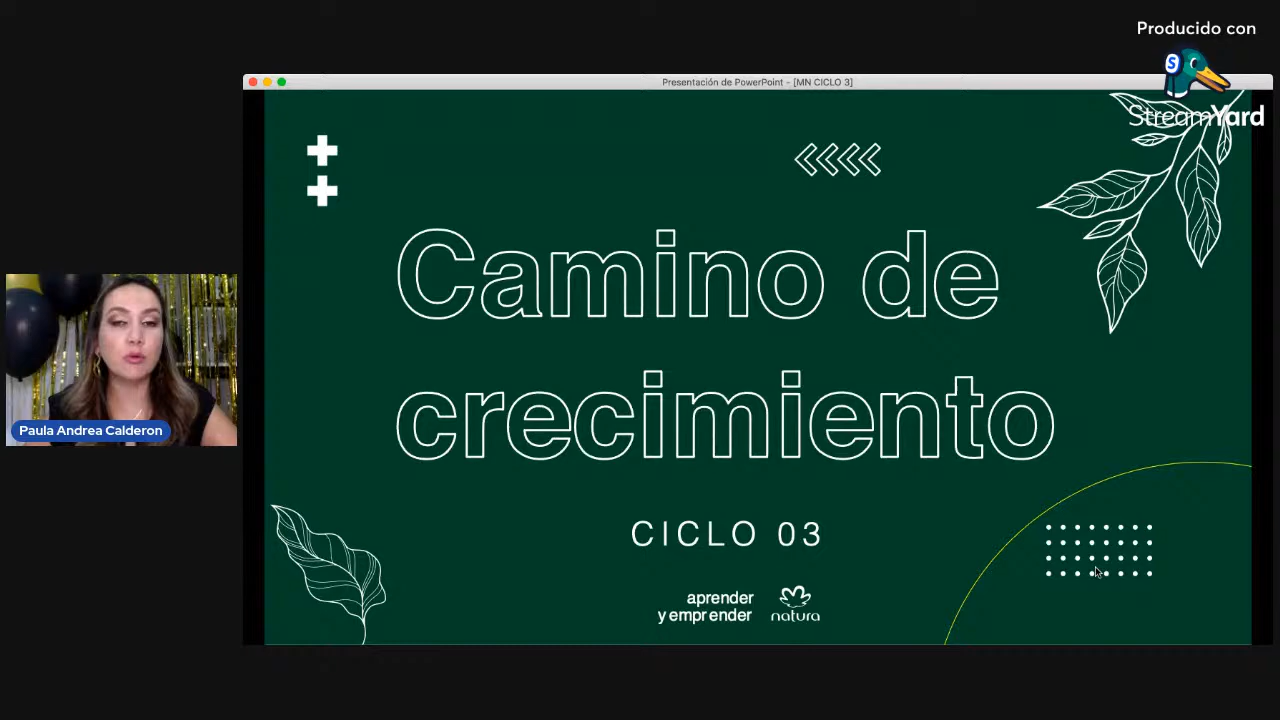 Producido con
StreamYard
Presentación de PowerPoint - [MN CICLO 3]
S
Camino de
crecimiento
CICLO 03
aprender
y emprender
natura
Paula Andrea Calderon